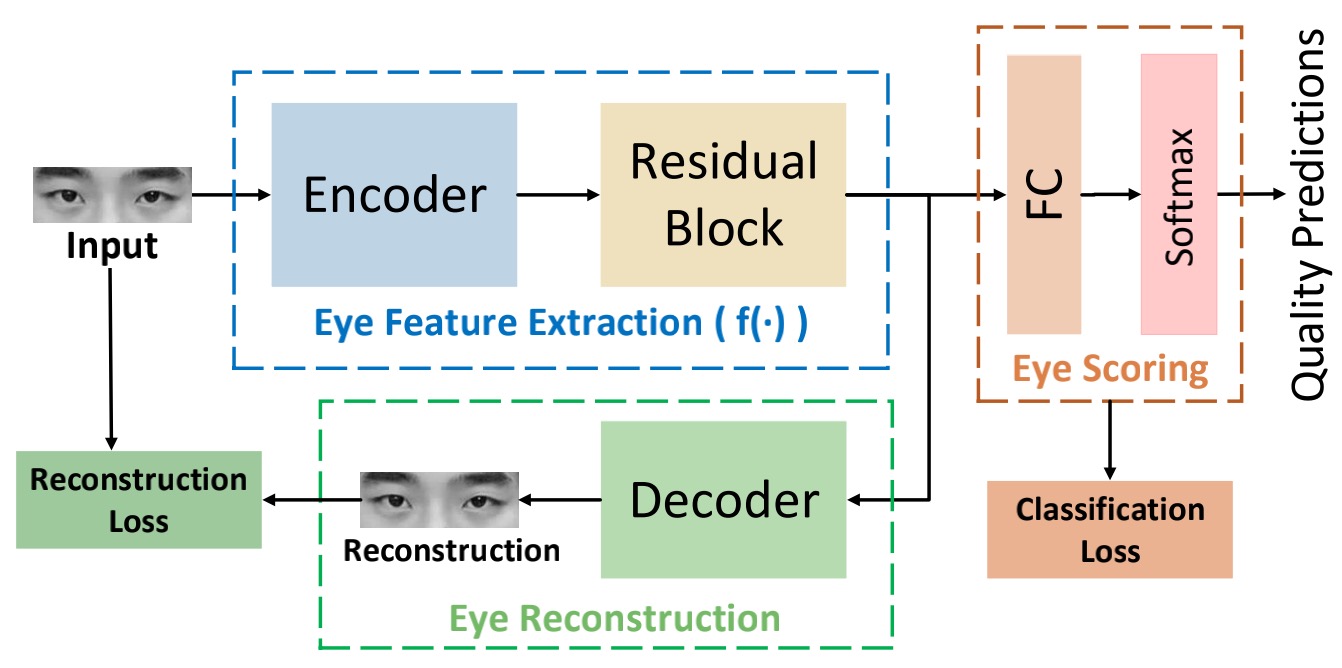 Input
Encoder
Residual
Block
Eye Feature Extraction ( f(·) )
FC
Softmax
Eye Scoring
Quality Predictions
Reconstruction
Loss
Reconstruction
Decoder
Eye Reconstruction
Classification
Loss